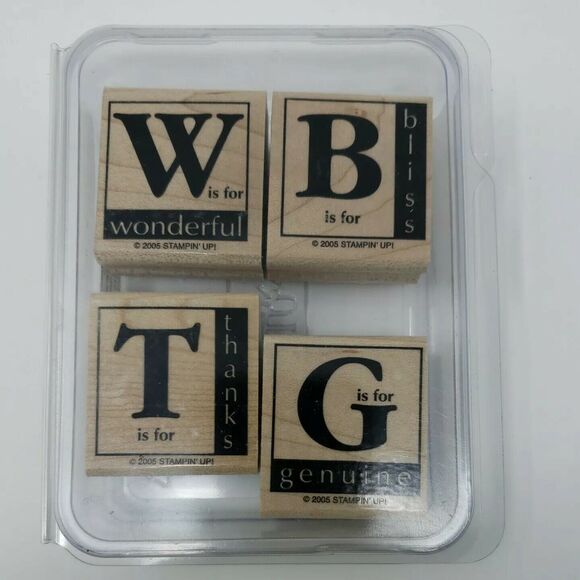 W
is for
wonderful
© 2005 STAMPIN' UP!
B
is for
bliss
© 2005 STAMPIN' UP!
T
is for
thanks
© 2005 STAMPIN' UP!
G
is for
genuine
© 2005 STAMPIN' UP!